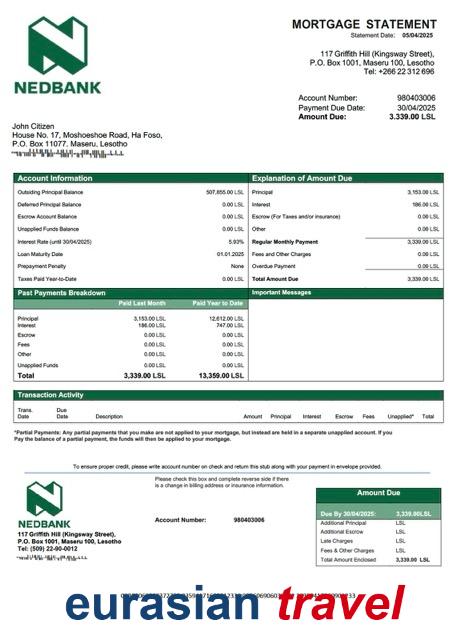 MORTGAGE STATEMENT
Statement Date: 05/04/2025
117 Griffith Hill (Kingsway Street),
P.O. Box 1001, Maseru 100, Lesotho
Tel: +266 22 312 696
NEDBANK
Account Number: 980403006
Payment Due Date: 30/04/2025
Amount Due: 3.339.00 LSL
John Citizen
House No. 17, Moshoeshoe Road, Ha Foso,
P.O. Box 11077, Maseru, Lesotho
Account Information
Outsiding Principal Balance 507,855.00 LSL
Deferred Principal Balance 0.00 LSL
Escrow Account Balance 0.00 LSL
Unapplied Funds Balance 0.00 LSL
Interest Rate (until 30/04/2025) 5.93%
Loan Maturity Date 01.01.2025
Prepayment Penalty None
Taxes Paid Year-to-Date 0.00 LSL
Explanation of Amount Due
Principal 3,153.00 LSL
Interest 186.00 LSL
Escrow (For Taxes and/or insurance) 0.00 LSL
Other 0.00 LSL
Regular Monthly Payment 3,339.00 LSL
Fees and Other Charges 0.00 LSL
Overdue Payment 0.00 LSL
Total Amount Due 3,339.00 LSL
Past Payments Breakdown
Paid Last Month Paid Year to Date
Principal 3,153.00 LSL 12,612.00 LSL
Interest 186.00 LSL 747.00 LSL
Escrow 0.00 LSL 0.00 LSL
Fees 0.00 LSL 0.00 LSL
Other 0.00 LSL 0.00 LSL
Unapplied Funds 0.00 LSL 0.00 LSL
Total 3,339.00 LSL 13,359.00 LSL
Important Messages
Transaction Activity
Trans. Date Due Date Description Amount Principal Interest Escrow Fees Unapplied* Total
*Partial Payments: Any partial payments that you make are not applied to your mortgage, but instead are held in a separate unapplied account. If you
Pay the balance of a partial payment, the funds will then be applied to your mortgage.
To ensure proper credit, please write account number on check and return this stub along with your payment in envelope provided.
Please check this box and complete reverse side if there
is a change in billing address or insurance information.
NEDBANK
Account Number: 980403006
117 Griffith Hill (Kingsway Street),
P.O. Box 1001, Maseru 100, Lesotho
Tel: (509) 22-90-0012
Amount Due
Due By 30/04/2025: 3,339.00LSL
Additional Principal LSL
Additional Escrow LSL
Late Charges LSL
Fees & Other Charges LSL
Total Amount Enclosed 3,339.00 LSL
eurasian travel